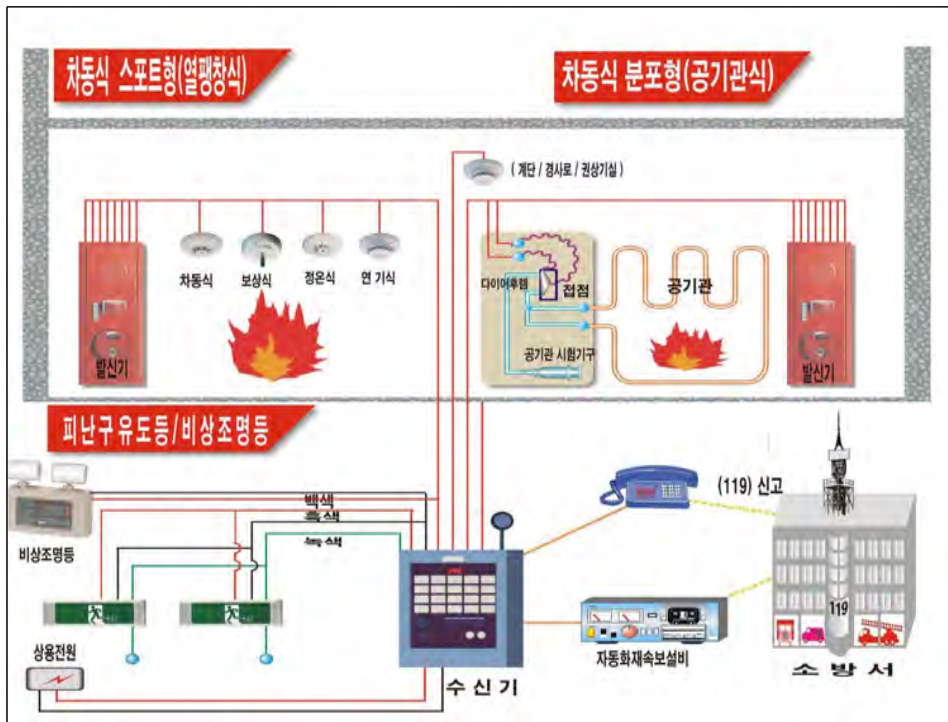 차동식 스포트형(열팽창식)
차동식 분포형(공기관식)
( 계단 / 경사로 / 권상기실 )
차동식
보상식
정온식
연 기식
다이어후렘
접점
공기관
공기관 시험기구
발신기
발신기
피난구 유도등/비상조명등
백색
흑색
녹색
(119) 신고
비상조명등
119
상용전원
자동화재속보설비
수 신 기
소 방 서